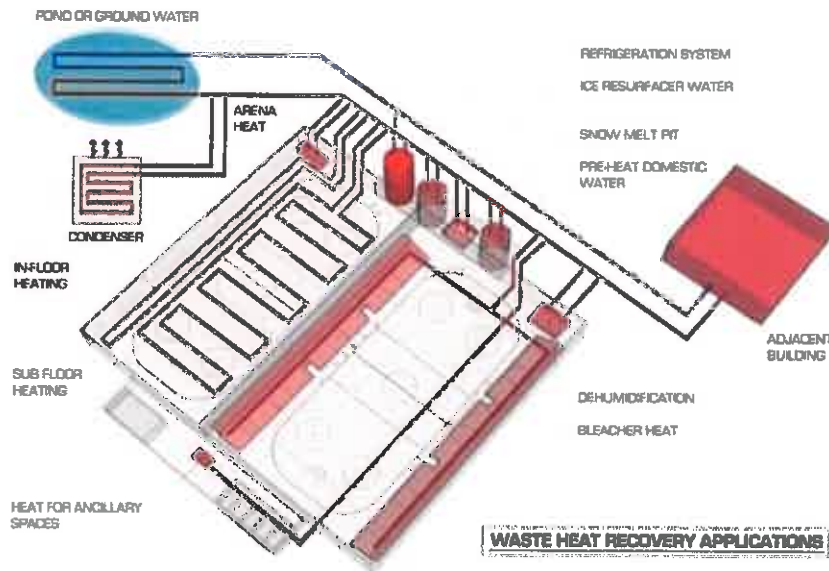 POND OR GROUND WATER
REFRIGERATION SYSTEM
ICE RESURFACER WATER
ARENA
HEAT
SNOW MELT PIT
PRE-HEAT DOMESTIC
WATER
CONDENSER
IN-FLOOR
HEATING
ADJACENT
BUILDING
SUB FLOOR
HEATING
DEHUMIDIFICATION
BLEACHER HEAT
HEAT FOR ANCILLARY
SPACES
WASTE HEAT RECOVERY APPLICATIONS